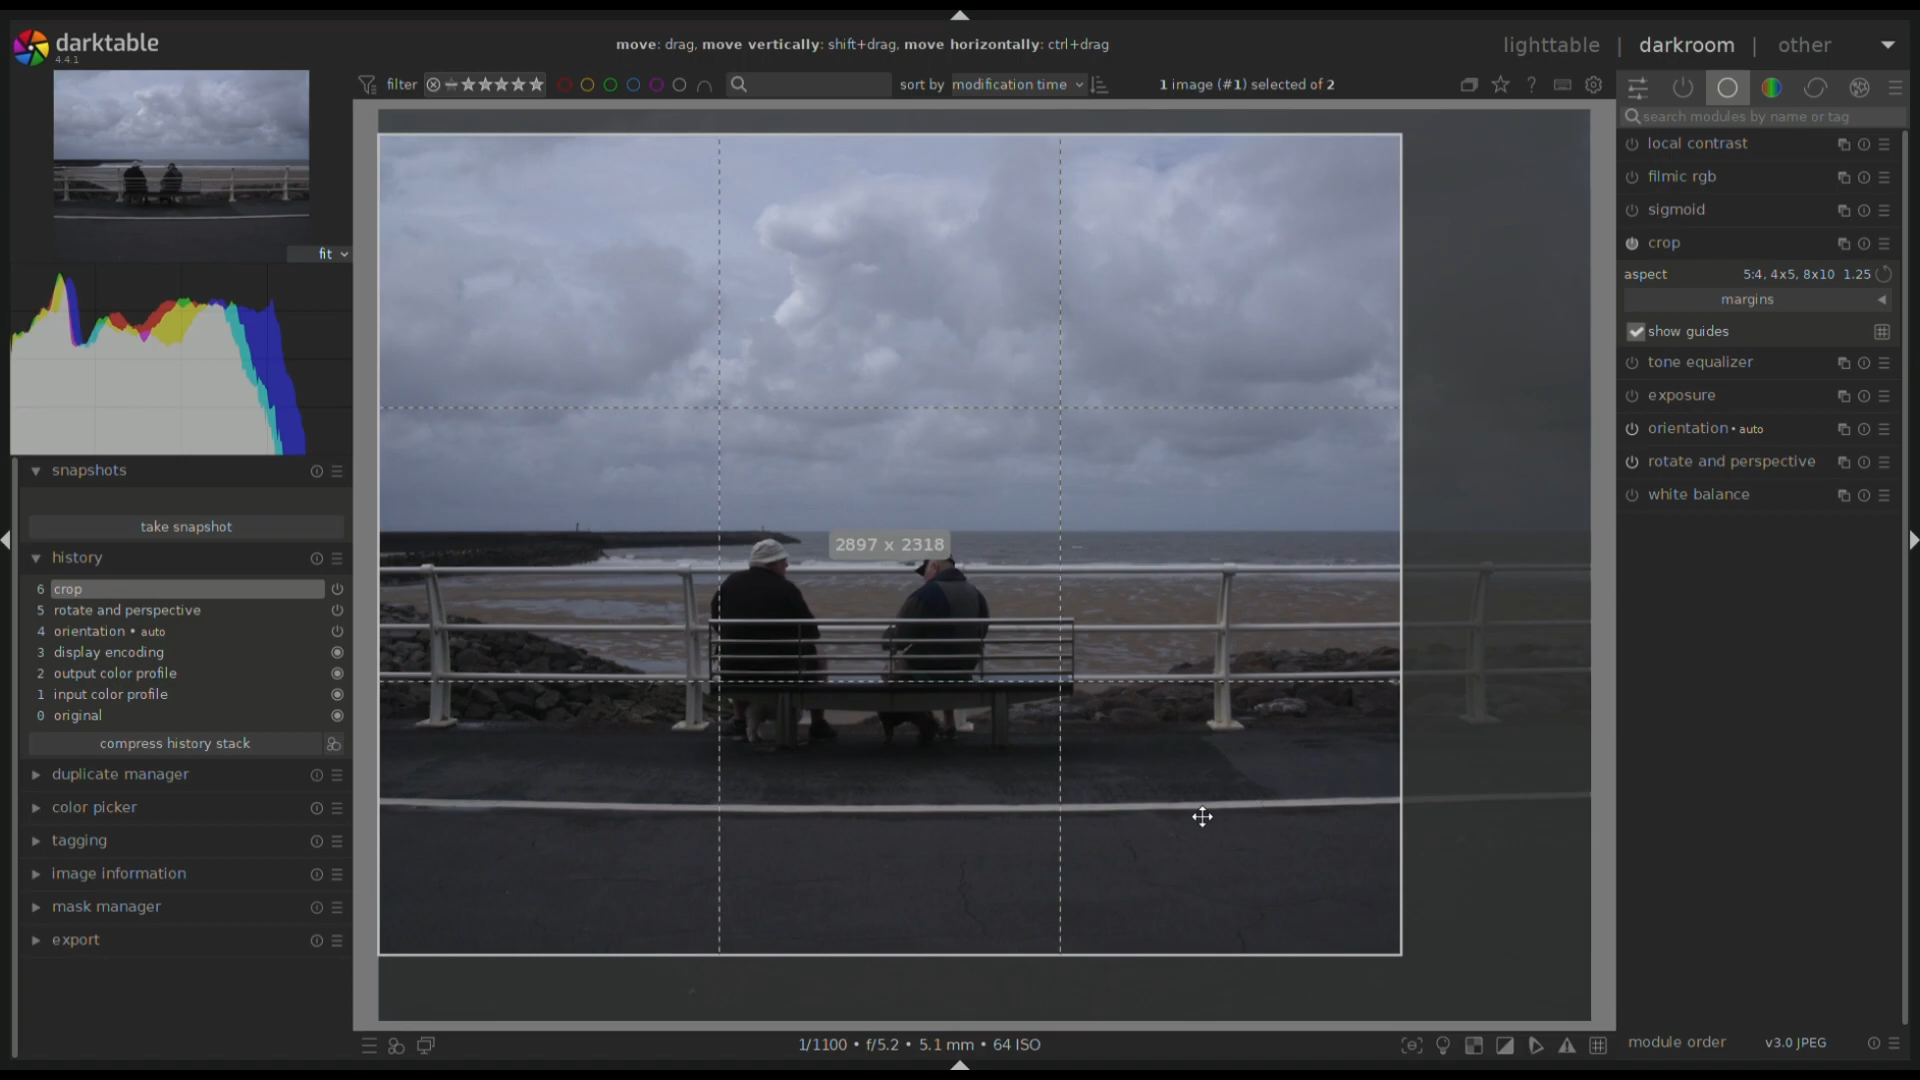 darktable
4.4.1
move: drag, move vertically: shift+drag, move horizontally: ctrl+drag
lighttable | darkroom | other
filter
sort by modification time
1 image (#1) selected of 2
?
search modules by name or tag
fit
local contrast
filmic rgb
sigmoid
crop
aspect 5:4, 4x5, 8x10 1.25
margins
show guides
tone equalizer
exposure
orientation • auto
rotate and perspective
white balance
snapshots
take snapshot
history
6 crop
5 rotate and perspective
4 orientation • auto
3 display encoding
2 output color profile
1 input color profile
0 original
compress history stack
duplicate manager
color picker
tagging
image information
mask manager
export
2897 x 2318
1/1100 • f/5.2 • 5.1 mm • 64 ISO
module order v3.0 JPEG